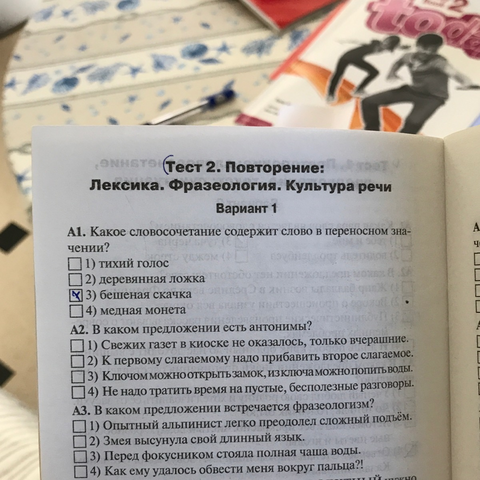 2
tod
Тест 2. Повторение:
Лексика. Фразеология. Культура речи
Вариант 1
А1. Какое словосочетание содержит слово в переносном зна-
чении?
1) тихий голос
2) деревянная ложка
3) бешеная скачка
4) медная монета
А2. В каком предложении есть антонимы?
1) Свежих газет в киоске не оказалось, только вчерашние.
2) К первому слагаемому надо прибавить второе слагаемое.
3) Ключом можно открыть замок, из ключа можно попить воды.
4) Не надо тратить время на пустые, бесполезные разговоры.
А3. В каком предложении встречается фразеологизм?
1) Опытный альпинист легко преодолел сложный подъём.
2) Змея высунула свой длинный язык.
3) Перед фокусником стояла полная чаша воды.
4) Как ему удалось обвести меня вокруг пальца?!